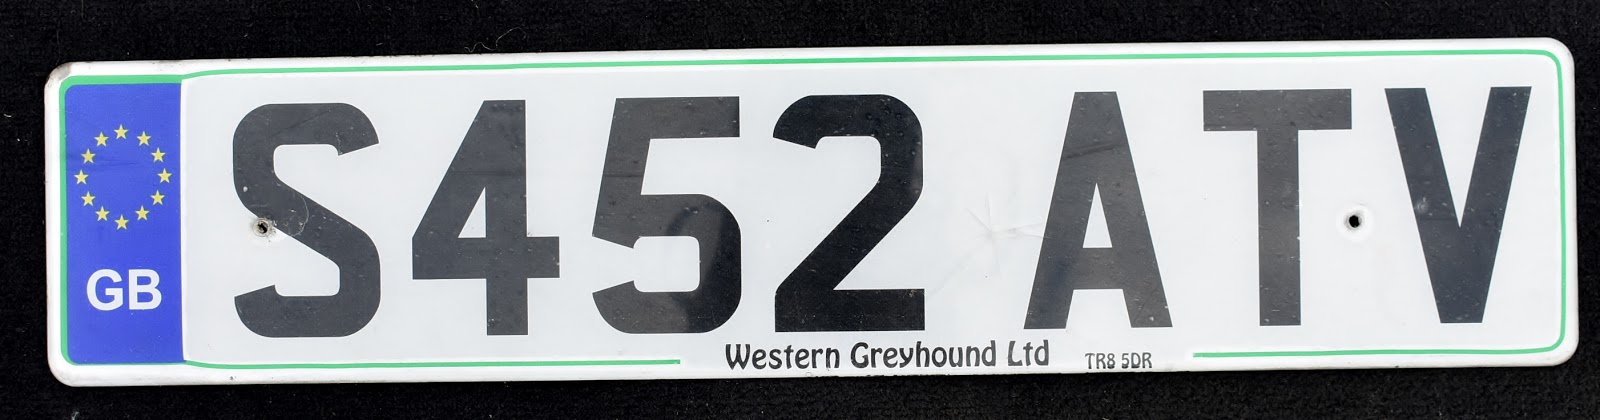 GB
S452 ATV
Western Greyhound Ltd TR8 5DR